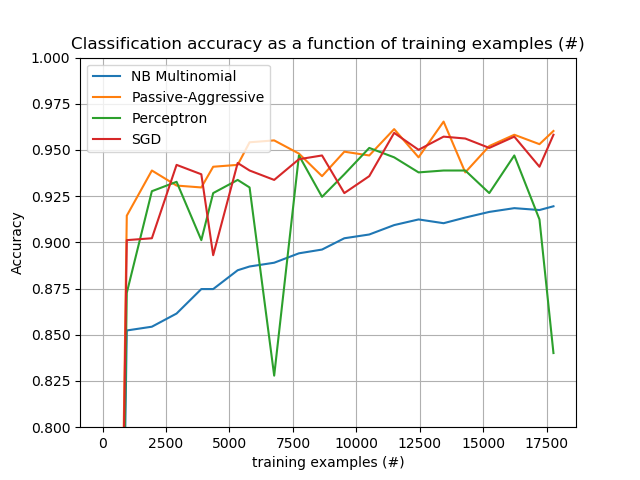 Classification accuracy as a function of training examples (#)
NB Multinomial
Passive-Aggressive
Perceptron
SGD
Accuracy
1.000
0.975
0.950
0.925
0.900
0.875
0.850
0.825
0.800
0 2500 5000 7500 10000 12500 15000 17500
training examples (#)